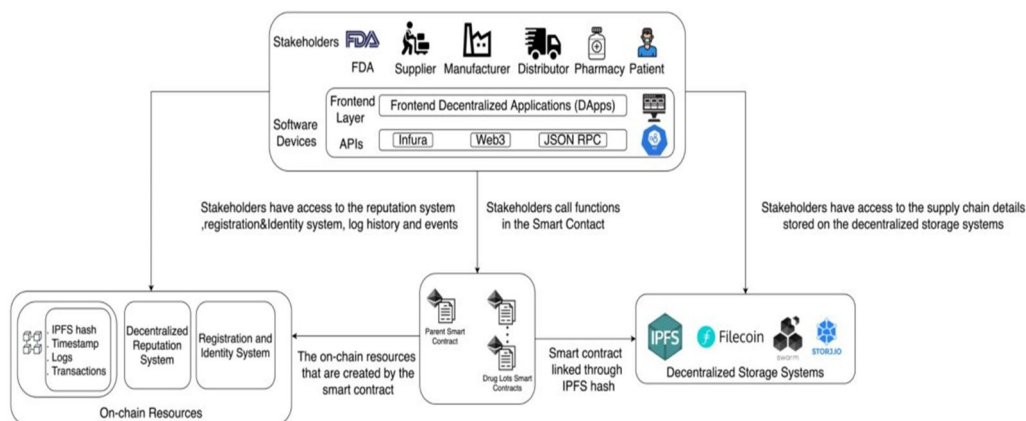 Stakeholders
FDA
FDA
Supplier
Manufacturer
Distributor
Pharmacy
Patient
Software
Devices
Frontend
Layer
Frontend Decentralized Applications (DApps)
APIs
Infura
Web3
JSON RPC
Stakeholders have access to the reputation system
,registration&Identity system, log history and events
Stakeholders call functions
in the Smart Contact
Stakeholders have access to the supply chain details
stored on the decentralized storage systems
. IPFS hash
. Timestamp
. Logs
. Transactions
Decentralized
Reputation
System
Registration and
Identity System
On-chain Resources
The on-chain resources
that are created by the
smart contract
Parent Smart
Contract
Drug Lots Smart
Contracts
Smart contract
linked through
IPFS hash
IPFS
Filecoin
swarm
STORJ.IO
Decentralized Storage Systems